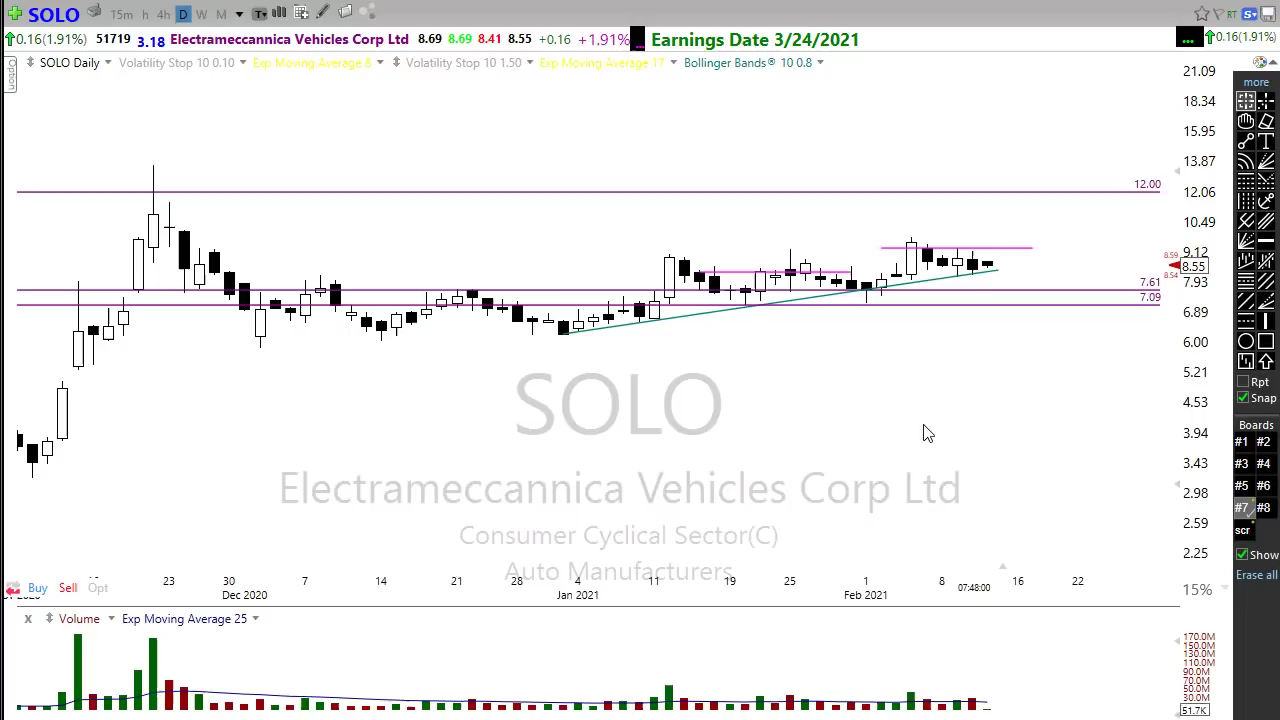 SOLO 15m h 4h D W M T RT S
0.16(1.91%) 51719 3.18 Electrameccannica Vehicles Corp Ltd 8.69 8.69 8.41 8.55 +0.16 +1.91% ... Earnings Date 3/24/2021 ... 0.16(1.91%)
Option SOLO Daily Volatility Stop 10 0.10 Exp Moving Average 8 Volatility Stop 10 1.50 Exp Moving Average 17 Bollinger Bands® 10 0.8
21.09
more
18.34
15.95
13.87
12.00
12.06
10.49
9.12
8.59
8.55
8.54
7.61
7.93
7.09
6.89
6.00
5.21
SOLO
Rpt
Snap
4.53
Boards
3.94
#1 #2
3.43
#3 #4
Electrameccannica Vehicles Corp Ltd
#5 #6
2.98
#7 #8
2.59
Consumer Cyclical Sector(C)
scr
2.25
Show
Auto Manufacturers
Erase all
23 30 7 14 21 28 4 11 19 25 1 8 16 22
Buy Sell Opt
07:48:00
15%
Dec 2020 Jan 2021 Feb 2021
x Volume Exp Moving Average 25
170.0M
150.0M
130.0M
110.0M
90.0M
70.0M
50.0M
30.0M
51.7K